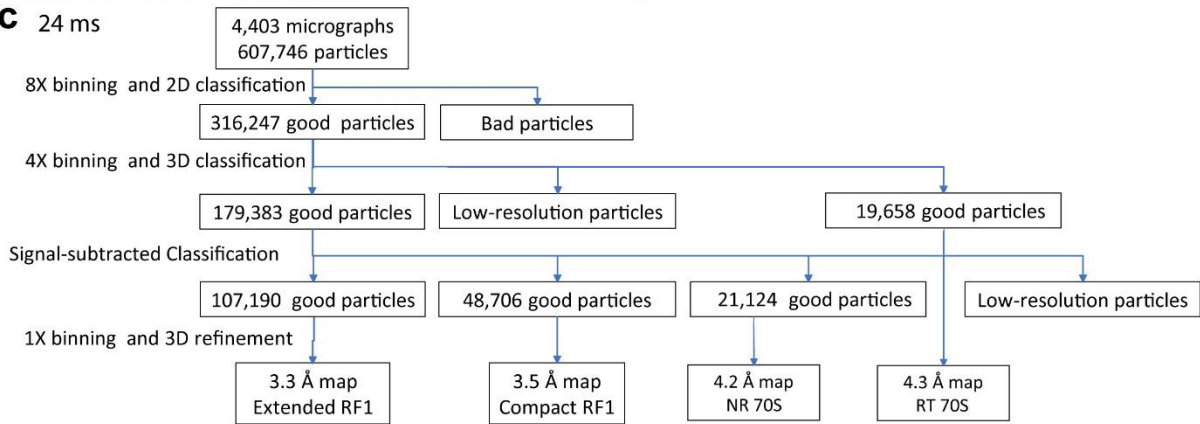 c 24 ms
4,403 micrographs
607,746 particles
8X binning and 2D classification
316,247 good particles
Bad particles
4X binning and 3D classification
179,383 good particles
Low-resolution particles
19,658 good particles
Signal-subtracted Classification
107,190 good particles
48,706 good particles
21,124 good particles
Low-resolution particles
1X binning and 3D refinement
3.3 Å map
Extended RF1
3.5 Å map
Compact RF1
4.2 Å map
NR 70S
4.3 Å map
RT 70S